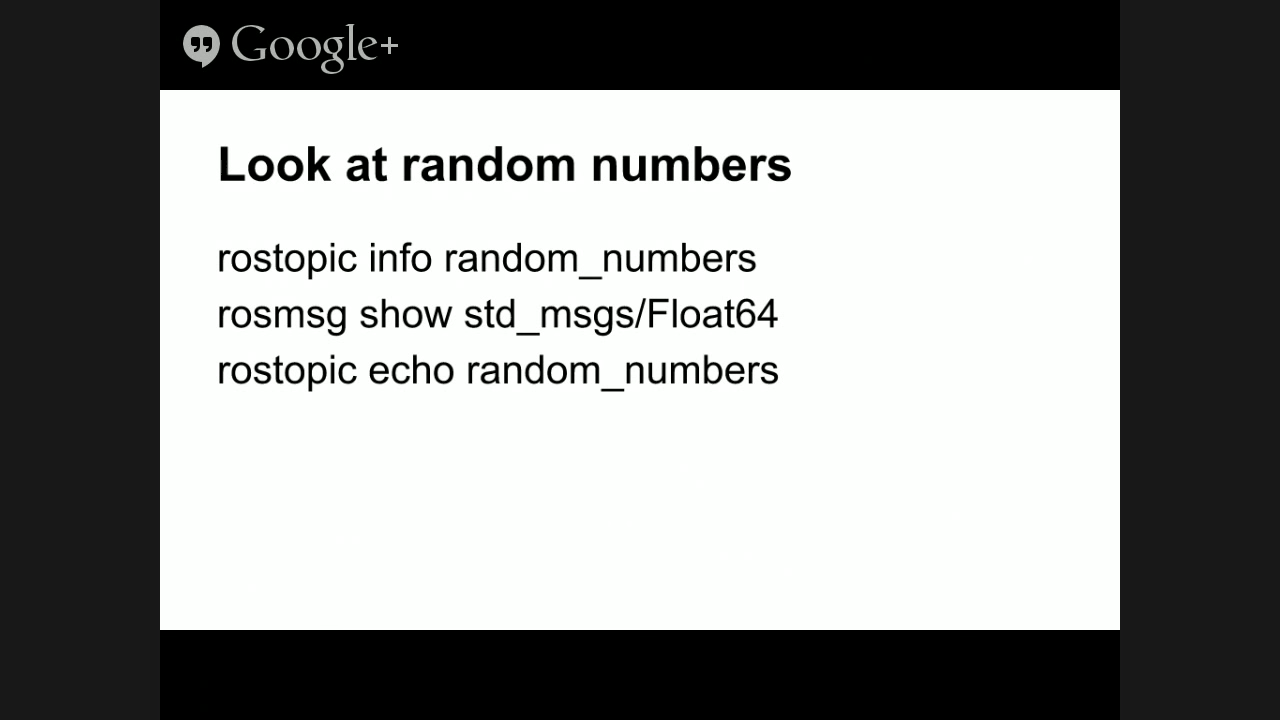 Google+
Look at random numbers
rostopic info random_numbers
rosmsg show std_msgs/Float64
rostopic echo random_numbers